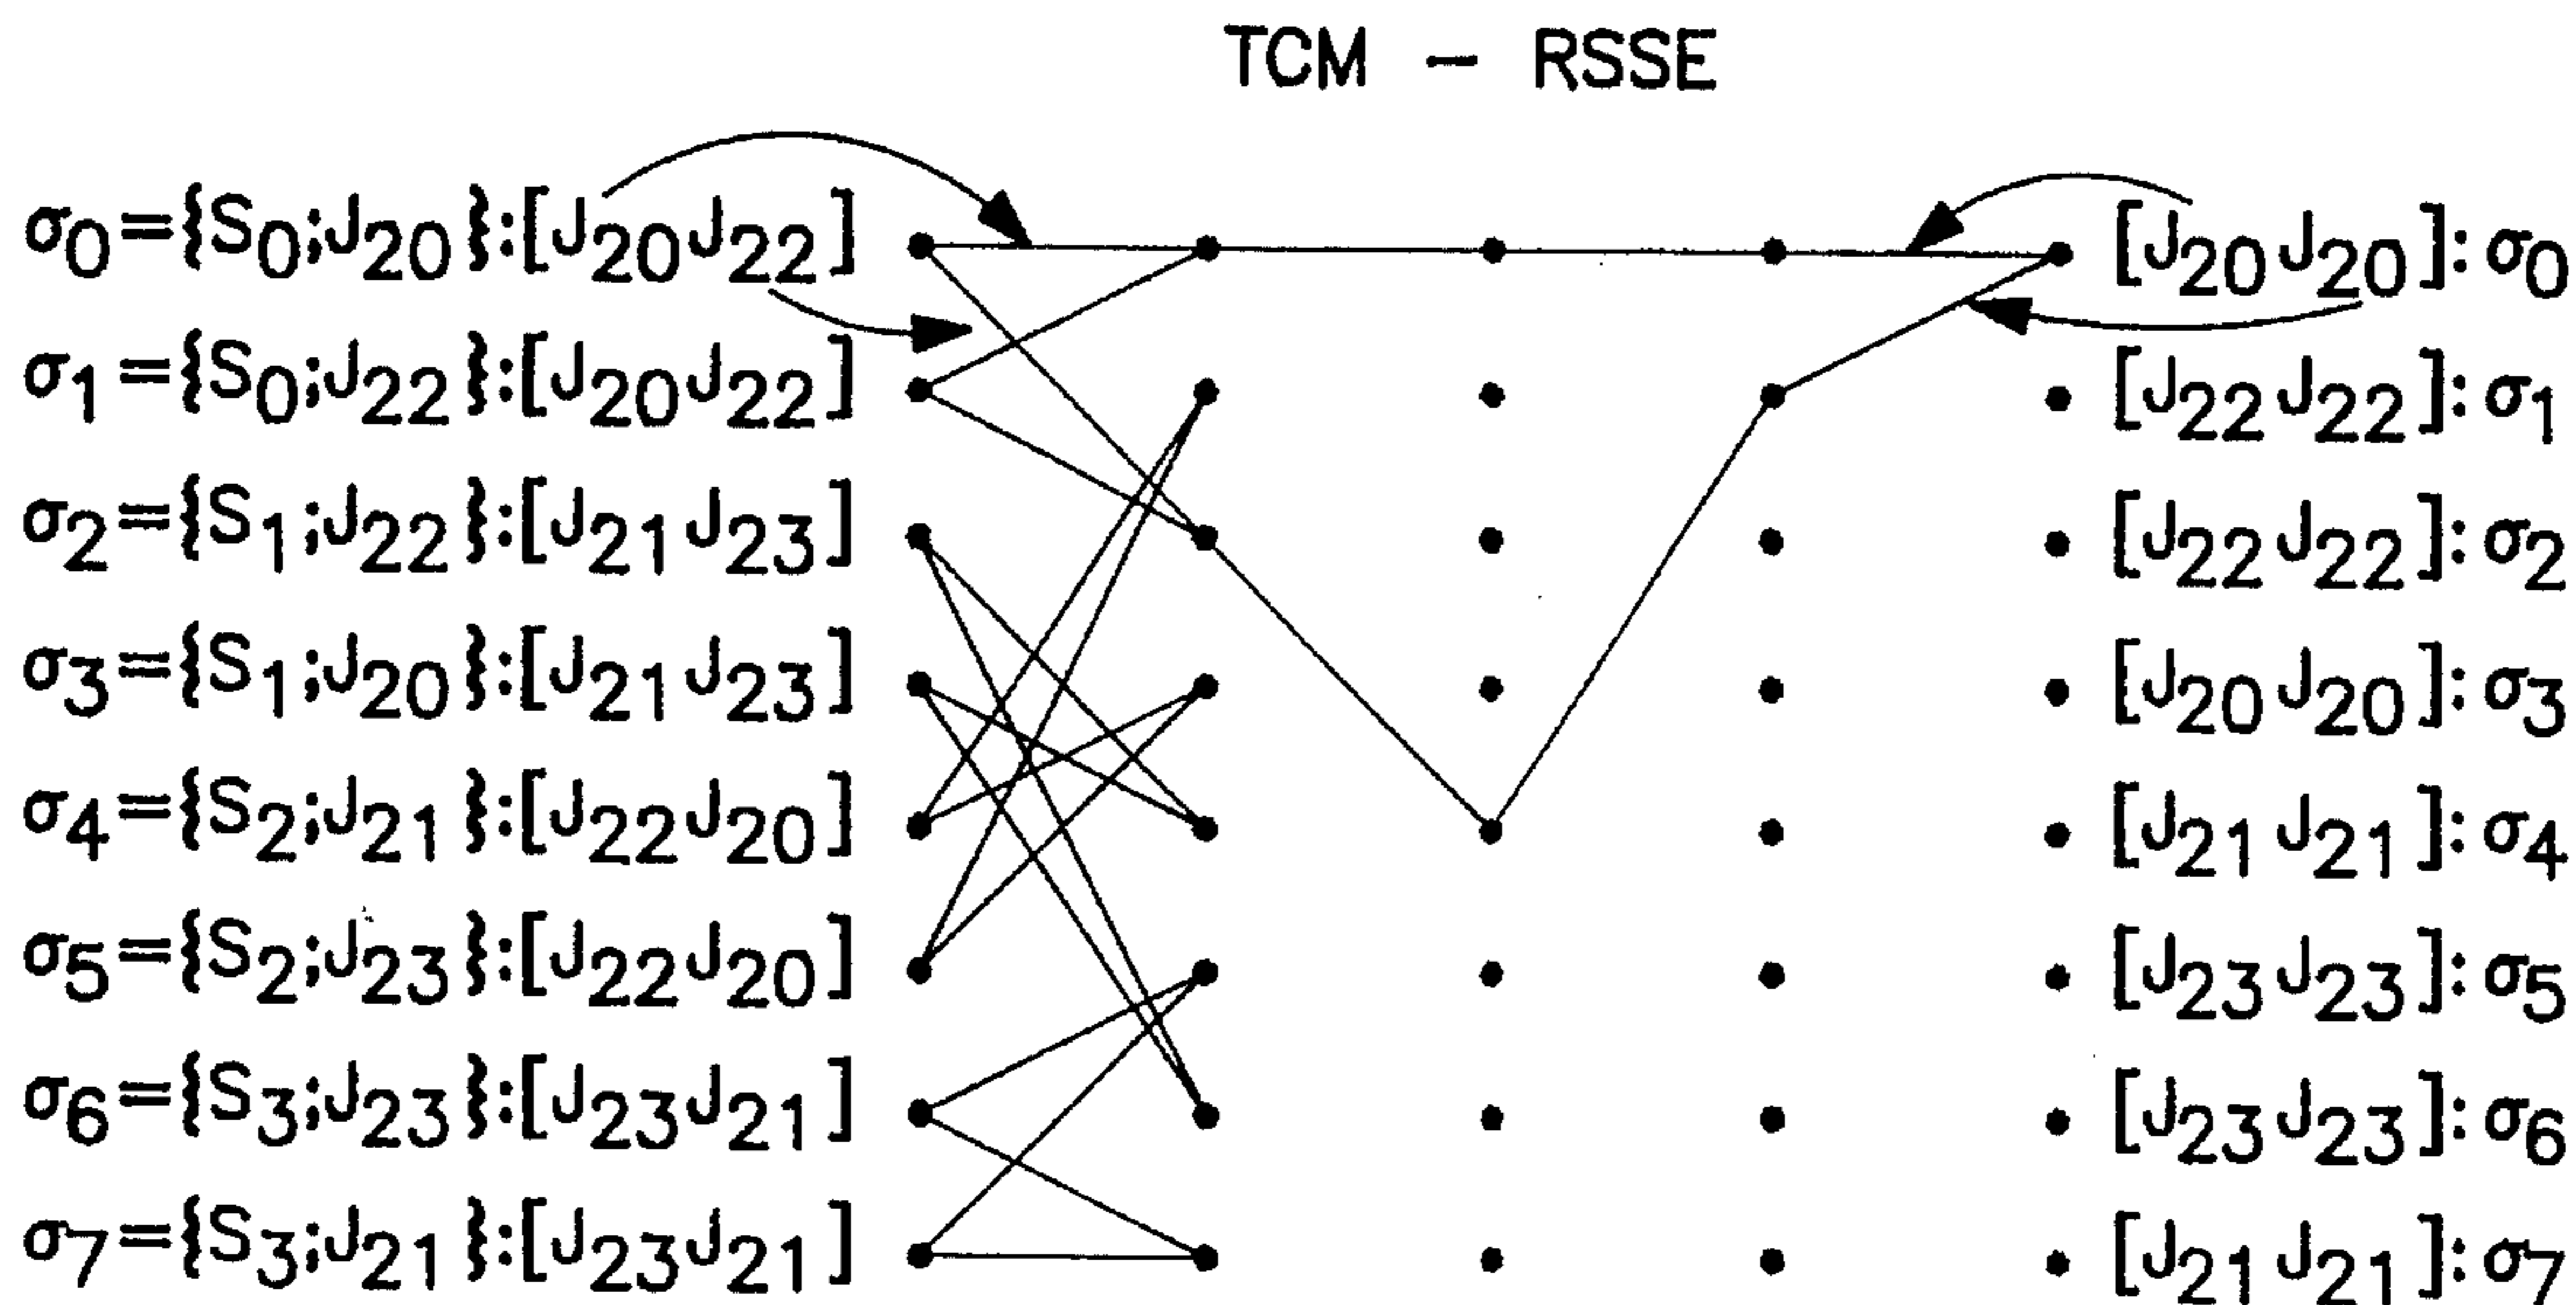 TCM – RSSE
σ0={S0;J20}:[J20J22] [J20J20]:σ0
σ1={S0;J22}:[J20J22] [J22J22]:σ1
σ2={S1;J22}:[J21J23] [J22J22]:σ2
σ3={S1;J20}:[J21J23] [J20J20]:σ3
σ4={S2;J21}:[J22J20] [J21J21]:σ4
σ5={S2;J23}:[J22J20] [J23J23]:σ5
σ6={S3;J23}:[J23J21] [J23J23]:σ6
σ7={S3;J21}:[J23J21] [J21J21]:σ7